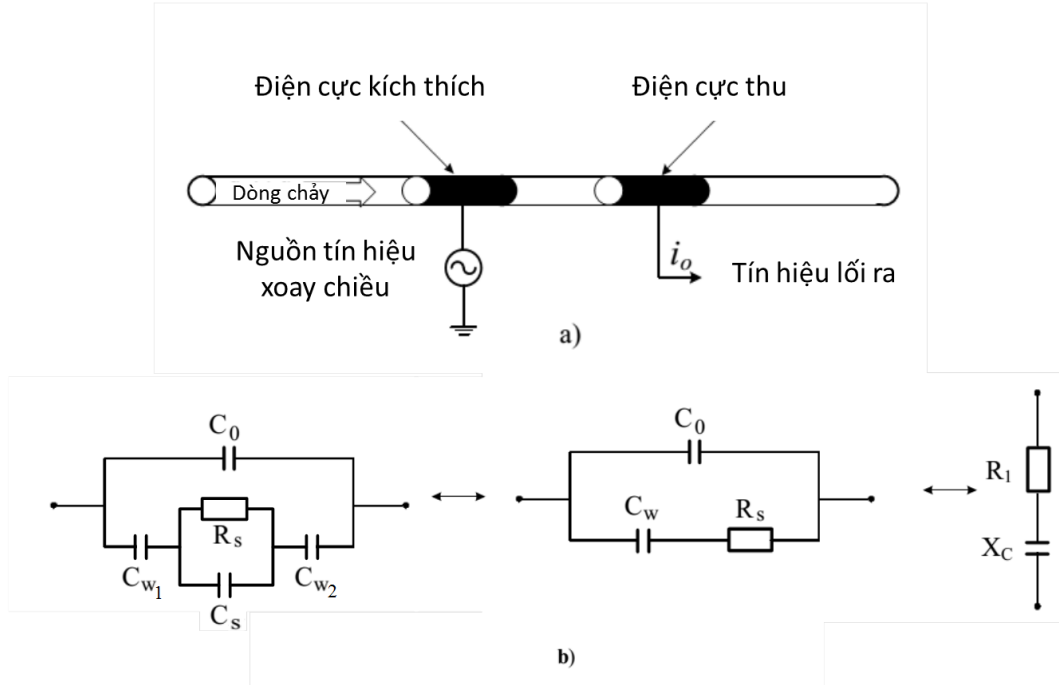 Điện cực kích thích
Điện cực thu
Dòng chảy
Nguồn tín hiệu
xoay chiều
i_o
Tín hiệu lối ra
a)
C_0
R_s
C_w1
C_w2
C_s
C_0
C_w
R_s
R_1
X_C
b)